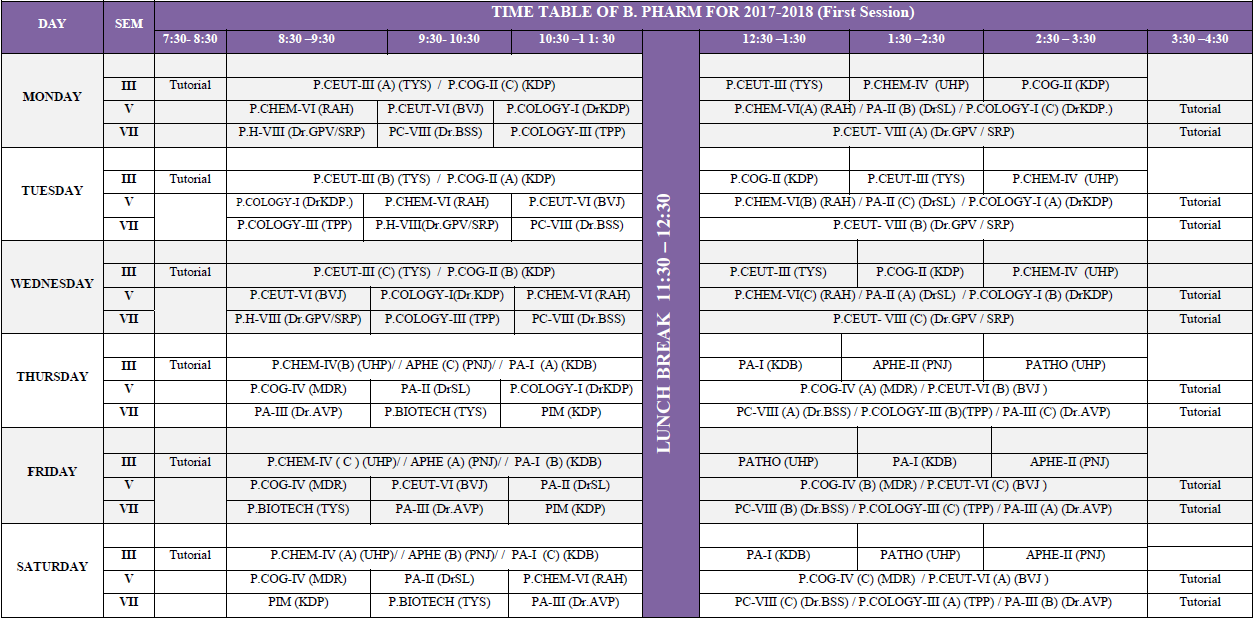 DAY SEM TIME TABLE OF B. PHARM FOR 2017-2018 (First Session)
7:30- 8:30 8:30 –9:30 9:30- 10:30 10:30 –1 1: 30 12:30 –1:30 1:30 –2:30 2:30 – 3:30 3:30 –4:30
LUNCH BREAK 11:30 – 12:30
MONDAY
III Tutorial P.CEUT-III (A) (TYS) / P.COG-II (C) (KDP) P.CEUT-III (TYS) P.CHEM-IV (UHP) P.COG-II (KDP)
V P.CHEM-VI (RAH) P.CEUT-VI (BVJ) P.COLOGY-I (DrKDP) P.CHEM-VI(A) (RAH) / PA-II (B) (DrSL) / P.COLOGY-I (C) (DrKDP.) Tutorial
VII P.H-VIII (Dr.GPV/SRP) PC-VIII (Dr.BSS) P.COLOGY-III (TPP) P.CEUT- VIII (A) (Dr.GPV / SRP) Tutorial
TUESDAY
III Tutorial P.CEUT-III (B) (TYS) / P.COG-II (A) (KDP) P.COG-II (KDP) P.CEUT-III (TYS) P.CHEM-IV (UHP)
V P.COLOGY-I (DrKDP.) P.CHEM-VI (RAH) P.CEUT-VI (BVJ) P.CHEM-VI(B) (RAH) / PA-II (C) (DrSL) / P.COLOGY-I (A) (DrKDP) Tutorial
VII P.COLOGY-III (TPP) P.H-VIII(Dr.GPV/SRP) PC-VIII (Dr.BSS) P.CEUT- VIII (B) (Dr.GPV / SRP) Tutorial
WEDNESDAY
III Tutorial P.CEUT-III (C) (TYS) / P.COG-II (B) (KDP) P.CEUT-III (TYS) P.COG-II (KDP) P.CHEM-IV (UHP)
V P.CEUT-VI (BVJ) P.COLOGY-I(Dr.KDP) P.CHEM-VI (RAH) P.CHEM-VI(C) (RAH) / PA-II (A) (DrSL) / P.COLOGY-I (B) (DrKDP) Tutorial
VII P.H-VIII (Dr.GPV/SRP) P.COLOGY-III (TPP) PC-VIII (Dr.BSS) P.CEUT- VIII (C) (Dr.GPV / SRP) Tutorial
THURSDAY
III Tutorial P.CHEM-IV(B) (UHP)/ / APHE (C) (PNJ)/ / PA-I (A) (KDB) PA-I (KDB) APHE-II (PNJ) PATHO (UHP)
V P.COG-IV (MDR) PA-II (DrSL) P.COLOGY-I (DrKDP) P.COG-IV (A) (MDR) / P.CEUT-VI (B) (BVJ ) Tutorial
VII PA-III (Dr.AVP) P.BIOTECH (TYS) PIM (KDP) PC-VIII (A) (Dr.BSS) / P.COLOGY-III (B)(TPP) / PA-III (C) (Dr.AVP) Tutorial
FRIDAY
III Tutorial P.CHEM-IV ( C ) (UHP)/ / APHE (A) (PNJ)/ / PA-I (B) (KDB) PATHO (UHP) PA-I (KDB) APHE-II (PNJ)
V P.COG-IV (MDR) P.CEUT-VI (BVJ) PA-II (DrSL) P.COG-IV (B) (MDR) / P.CEUT-VI (C) (BVJ ) Tutorial
VII P.BIOTECH (TYS) PA-III (Dr.AVP) PIM (KDP) PC-VIII (B) (Dr.BSS) / P.COLOGY-III (C) (TPP) / PA-III (A) (Dr.AVP) Tutorial
SATURDAY
III Tutorial P.CHEM-IV (A) (UHP)/ / APHE (B) (PNJ)/ / PA-I (C) (KDB) PA-I (KDB) PATHO (UHP) APHE-II (PNJ)
V P.COG-IV (MDR) PA-II (DrSL) P.CHEM-VI (RAH) P.COG-IV (C) (MDR) / P.CEUT-VI (A) (BVJ ) Tutorial
VII PIM (KDP) P.BIOTECH (TYS) PA-III (Dr.AVP) PC-VIII (C) (Dr.BSS) / P.COLOGY-III (A) (TPP) / PA-III (B) (Dr.AVP) Tutorial